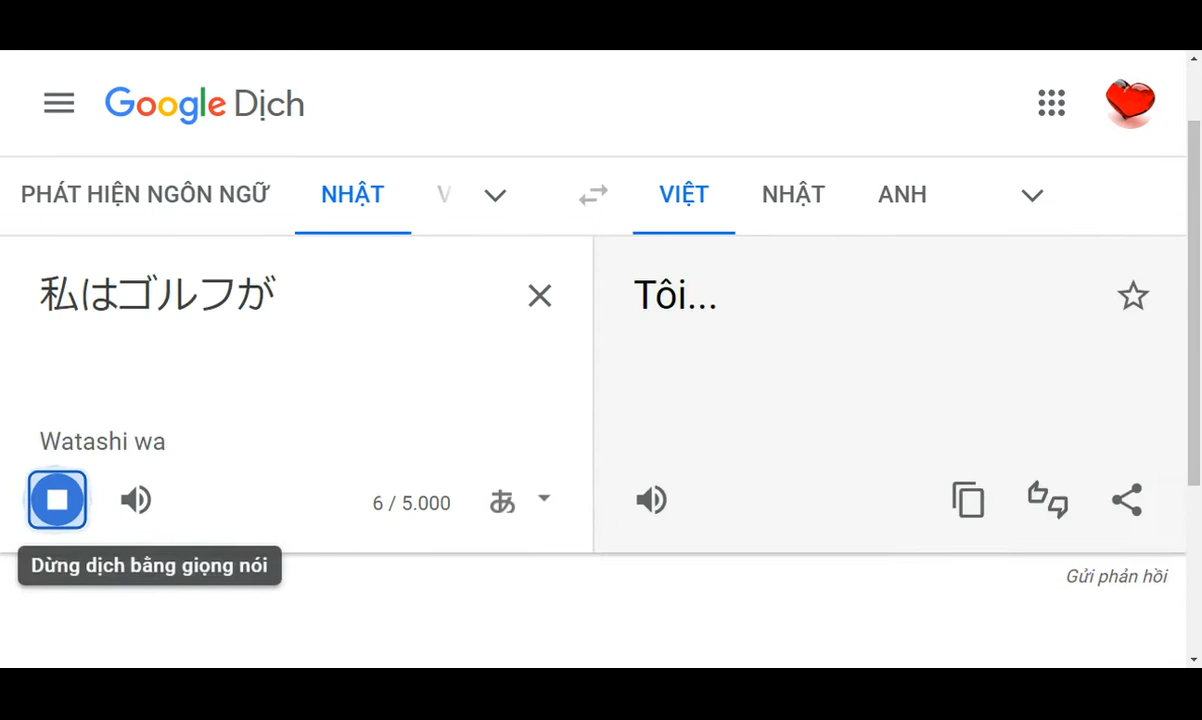 Google Dịch
PHÁT HIỆN NGÔN NGỮ NHẬT V VIỆT NHẬT ANH
私はゴルフが
Tôi...
Watashi wa
6 / 5.000 あ
Dừng dịch bằng giọng nói
Gửi phản hồi